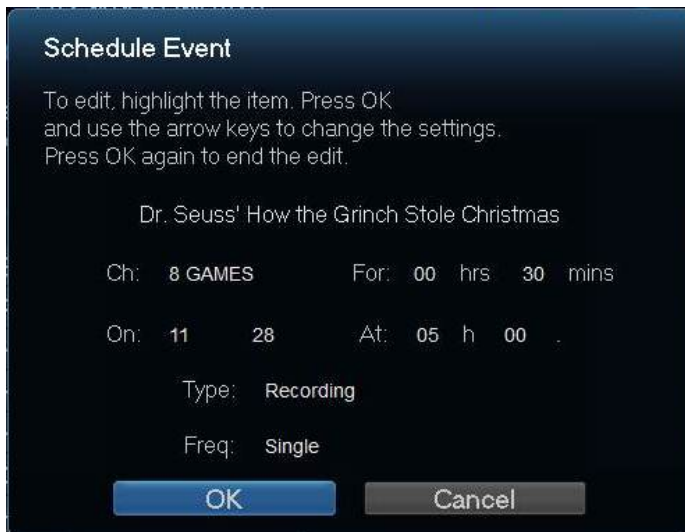 Schedule Event
To edit, highlight the item. Press OK
and use the arrow keys to change the settings.
Press OK again to end the edit.
Dr. Seuss' How the Grinch Stole Christmas
Ch: 8 GAMES For: 00 hrs 30 mins
On: 11 28 At: 05 h 00 .
Type: Recording
Freq: Single
OK Cancel